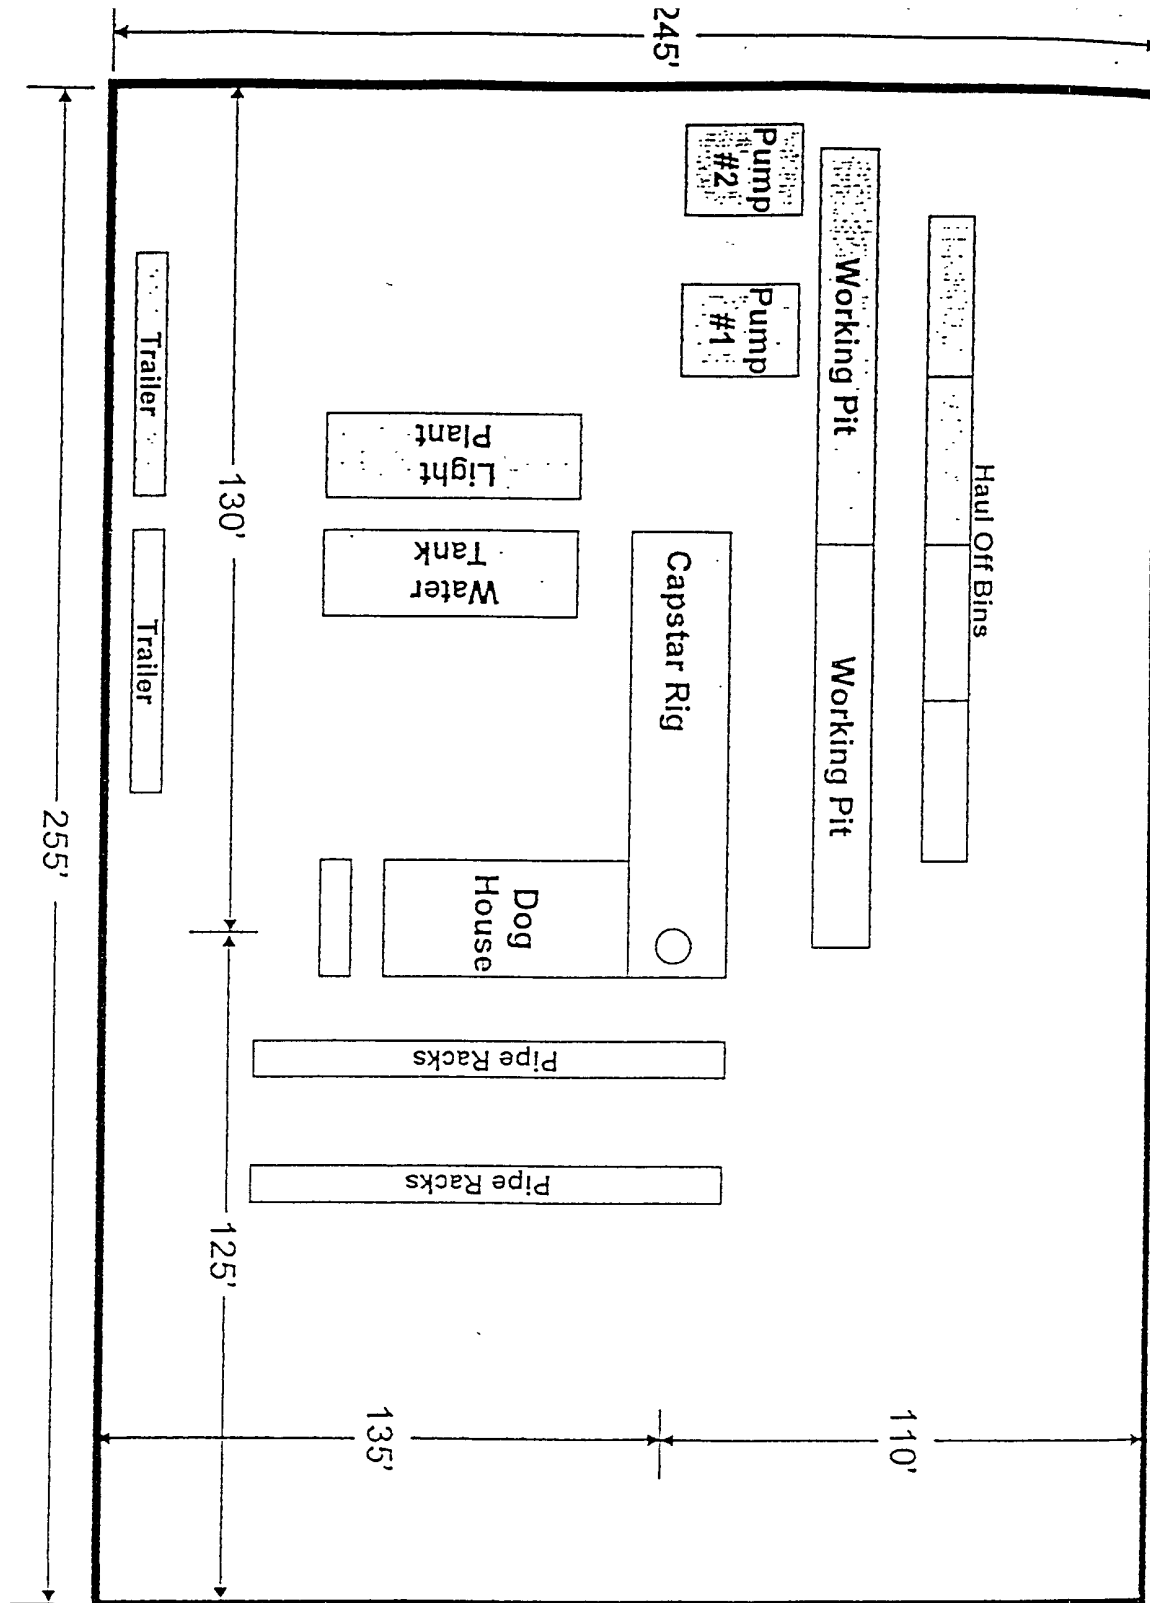 245'
Pump
#2
Pump
#1
Working Pit
Working Pit
Haul Off Bins
Trailer
Trailer
130'
Light
Plant
Water
Tank
Capstar Rig
Dog
House
255'
Pipe Racks
Pipe Racks
125'
135'
110'